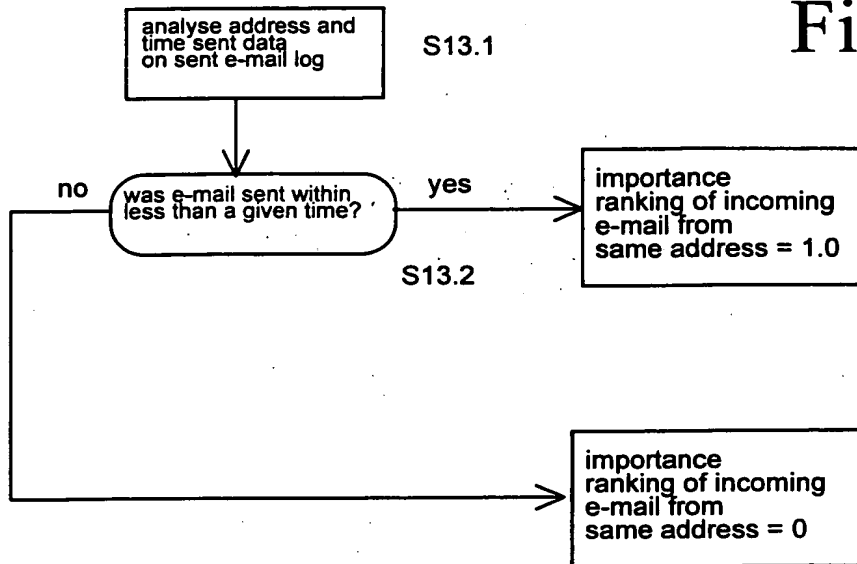 Fi
analyse address and
time sent data
on sent e-mail log
S13.1
no
was e-mail sent within
less than a given time?
yes
importance
ranking of incoming
e-mail from
same address = 1.0
S13.2
importance
ranking of incoming
e-mail from
same address = 0